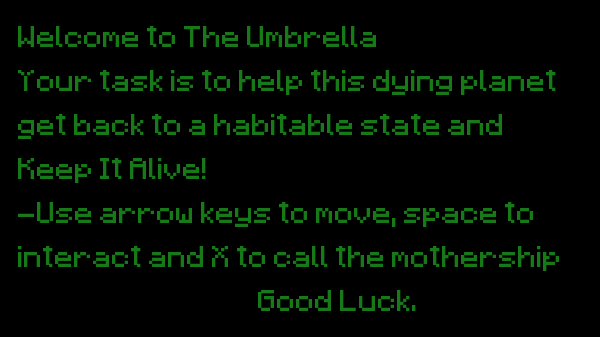 Welcome to The Umbrella
Your task is to help this dying planet
get back to a habitable state and
Keep It Alive!
-Use arrow keys to move, space to
interact and X to call the mothership
Good Luck.